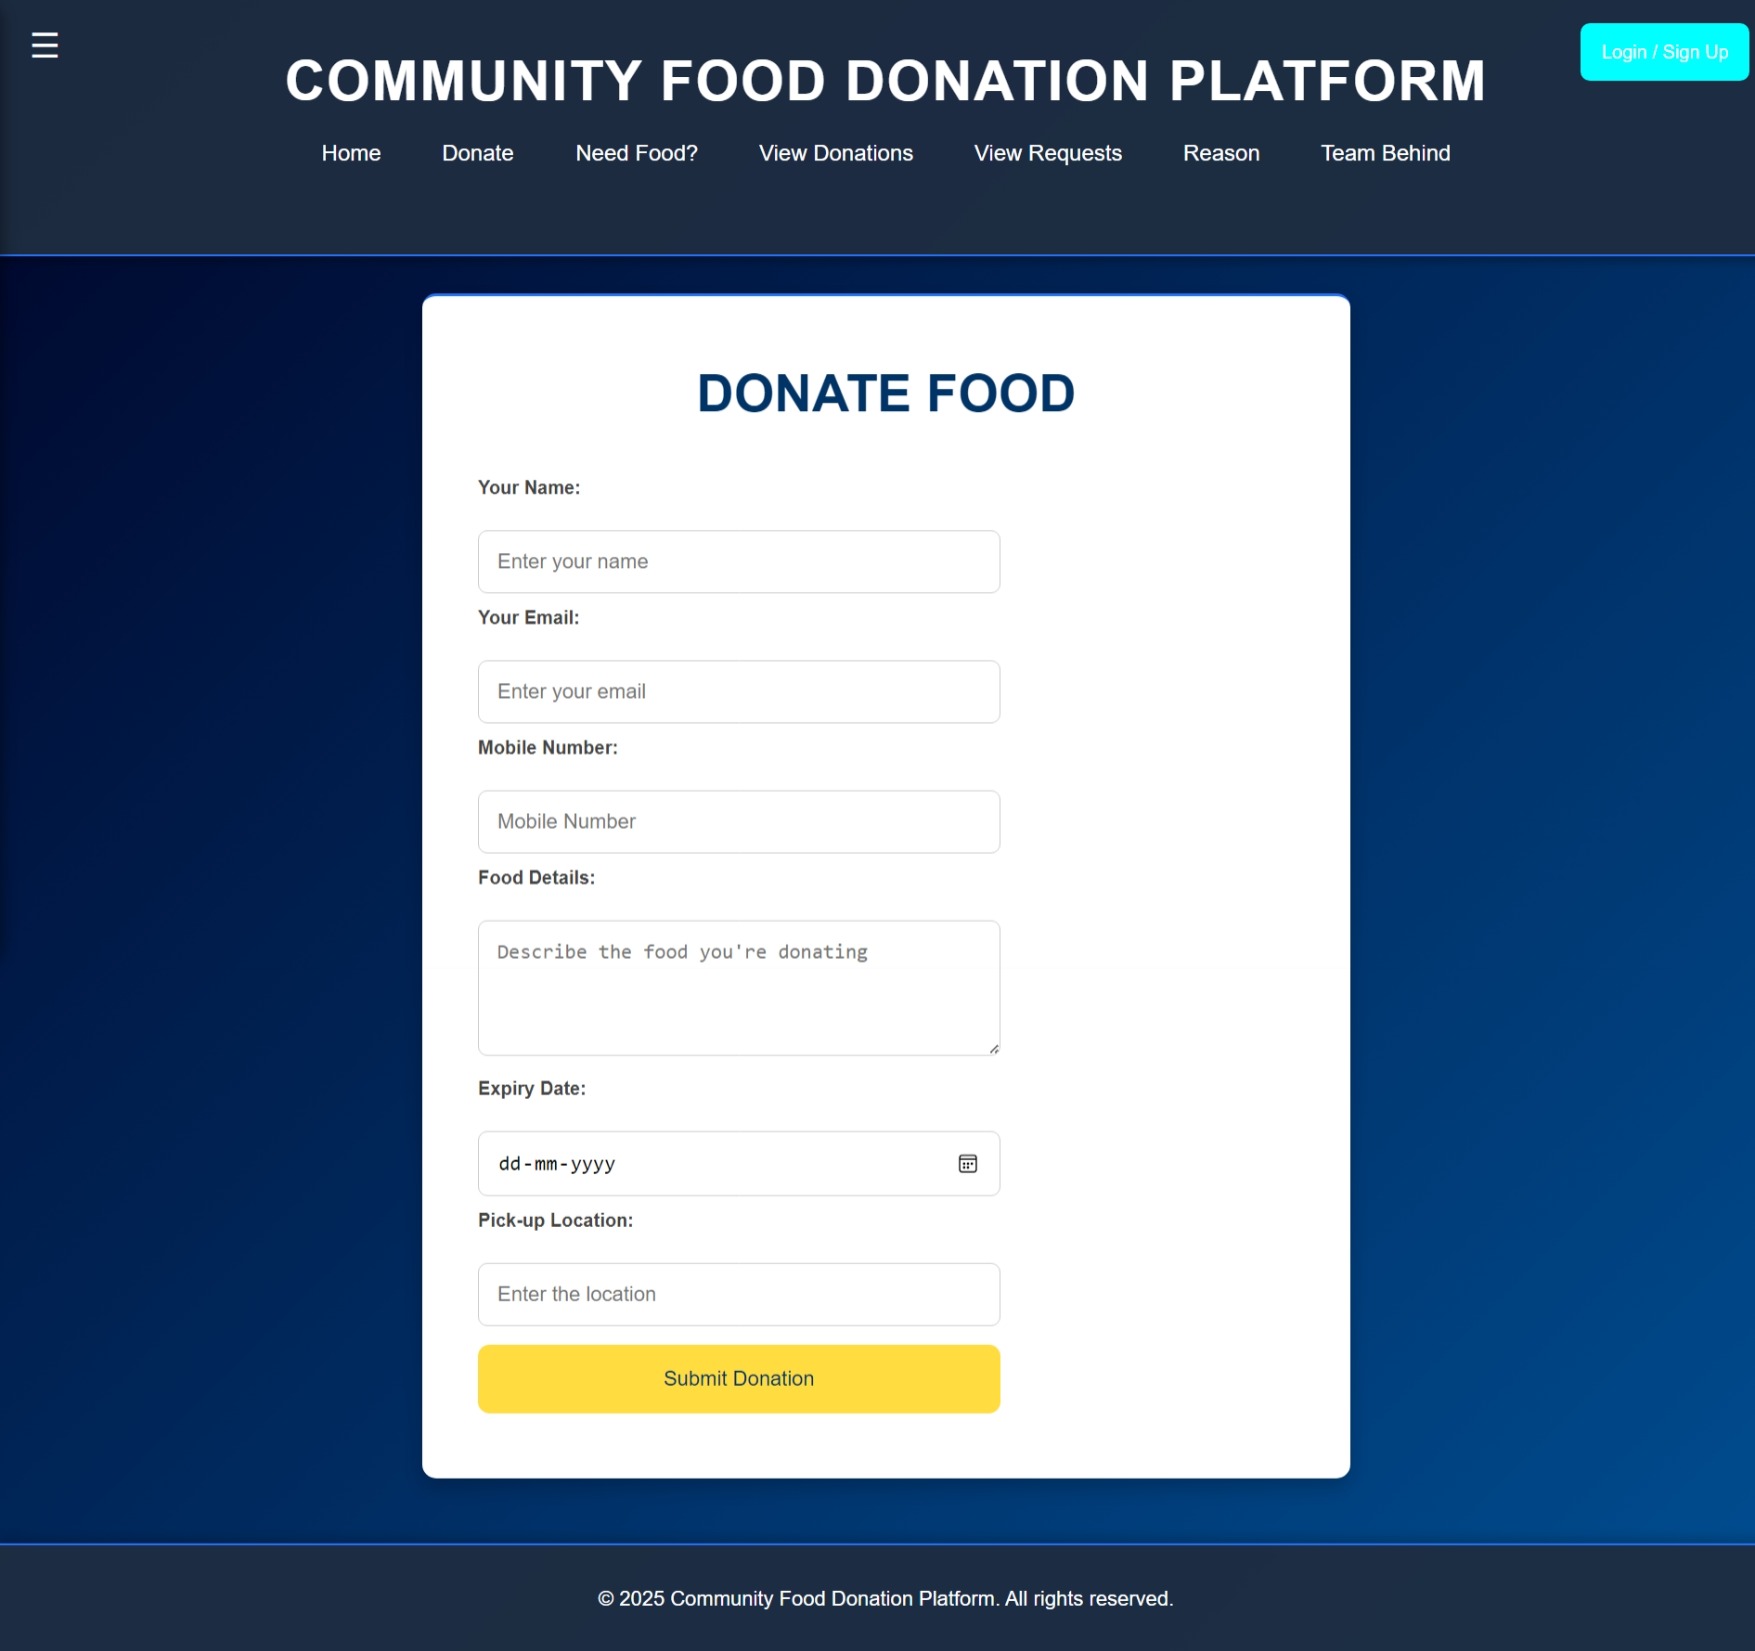 ☰
Login / Sign Up
COMMUNITY FOOD DONATION PLATFORM
Home Donate Need Food? View Donations View Requests Reason Team Behind
DONATE FOOD
Your Name:
Enter your name
Your Email:
Enter your email
Mobile Number:
Mobile Number
Food Details:
Describe the food you're donating
Expiry Date:
dd-mm-yyyy
Pick-up Location:
Enter the location
Submit Donation
© 2025 Community Food Donation Platform. All rights reserved.